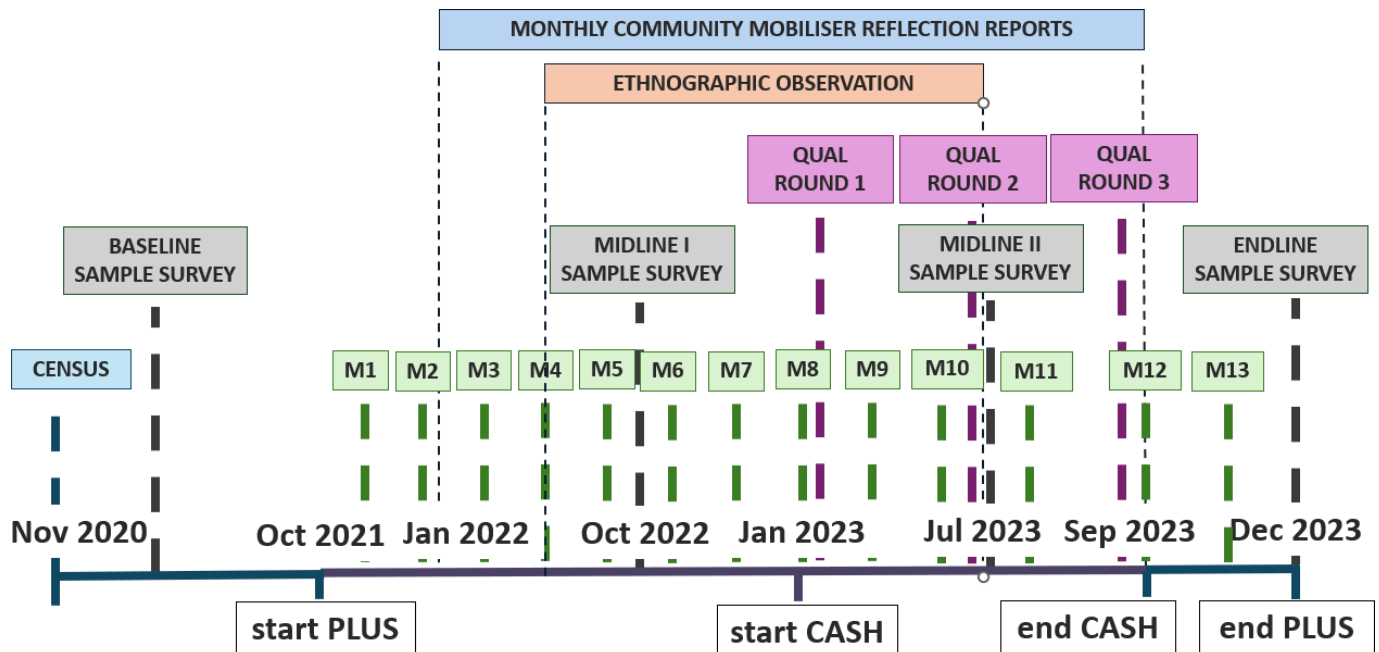 MONTHLY COMMUNITY MOBILISER REFLECTION REPORTS
ETHNOGRAPHIC OBSERVATION
QUAL
ROUND 1
QUAL
ROUND 2
QUAL
ROUND 3
BASELINE
SAMPLE SURVEY
MIDLINE I
SAMPLE SURVEY
MIDLINE II
SAMPLE SURVEY
ENDLINE
SAMPLE SURVEY
CENSUS
M1
M2
M3
M4
M5
M6
M7
M8
M9
M10
M11
M12
M13
Nov 2020
Oct 2021
Jan 2022
Oct 2022
Jan 2023
Jul 2023
Sep 2023
Dec 2023
start PLUS
start CASH
end CASH
end PLUS